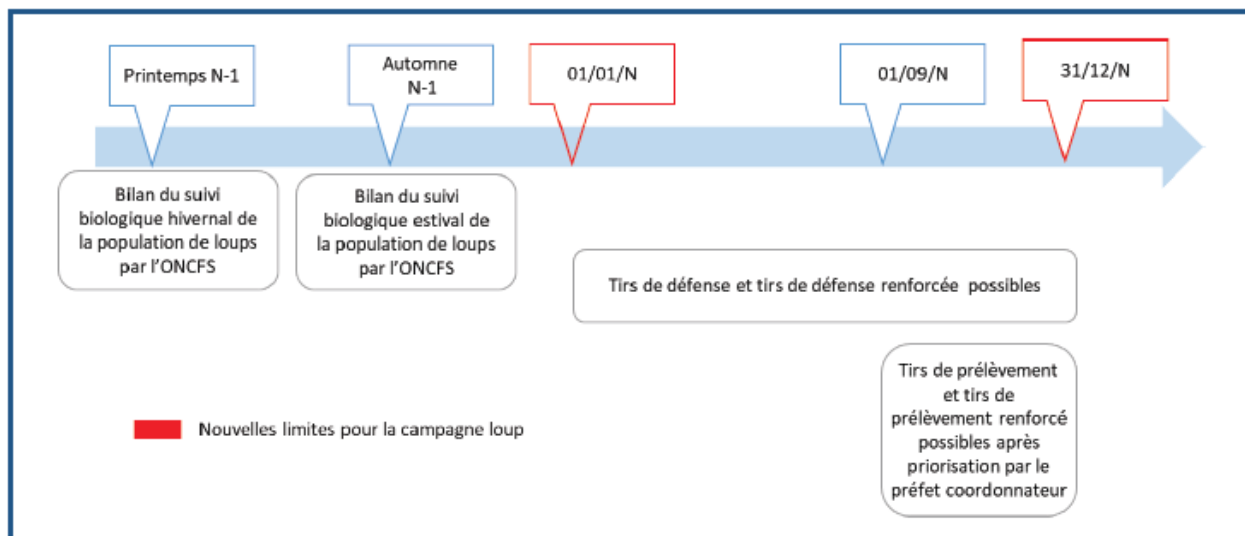 Printemps N-1
Automne
N-1
01/01/N
01/09/N
31/12/N
Bilan du suivi
biologique hivernal de
la population de loups
par l'ONCFS
Bilan du suivi
biologique estival de
la population de loups
par l'ONCFS
Tirs de défense et tirs de défense renforcée possibles
Tirs de prélèvement
et tirs de
prélèvement renforcé
possibles après
priorisation par le
préfet coordonnateur
Nouvelles limites pour la campagne loup